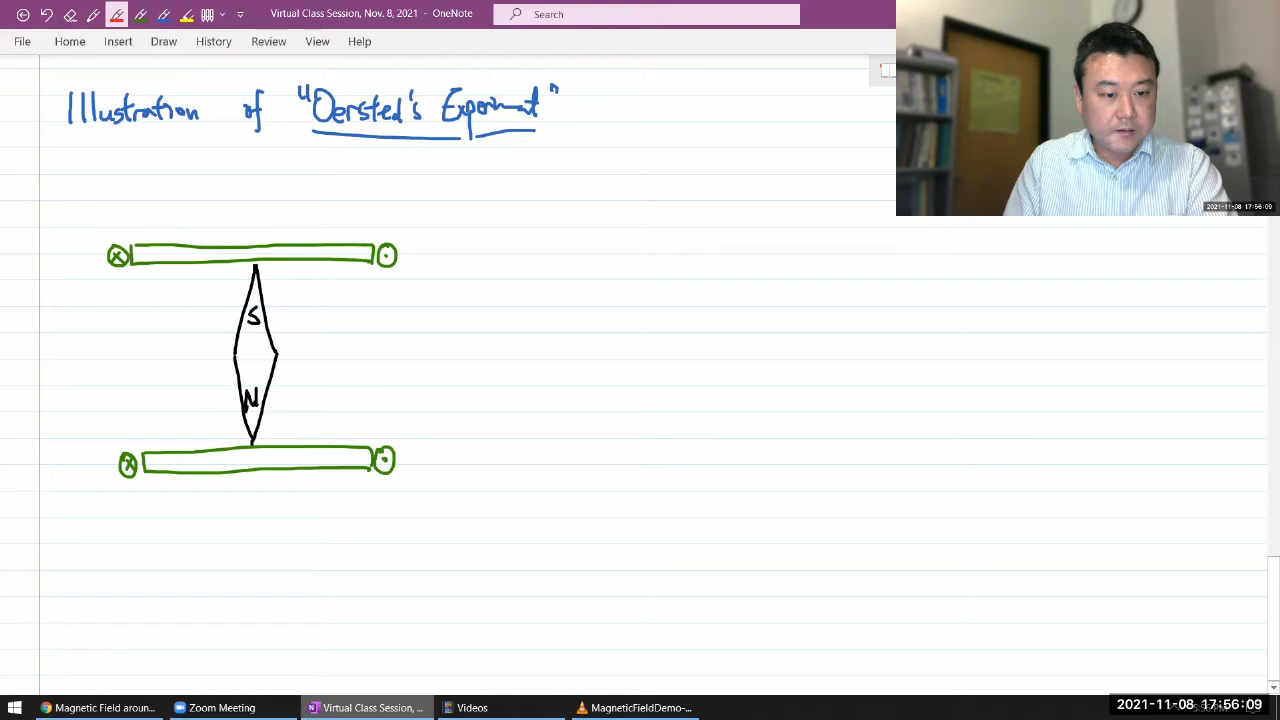 Virtual Class Session, Nov. 8, 2021 - OneNote
Search
File Home Insert Draw History Review View Help
Illustration of "Oersted's Experiment"
S
N
2021-11-08 17:56:09
Magnetic Field aroun...
Zoom Meeting
Virtual Class Session, ...
Videos
MagneticFieldDemo-...
2021-11-08 17:56:09